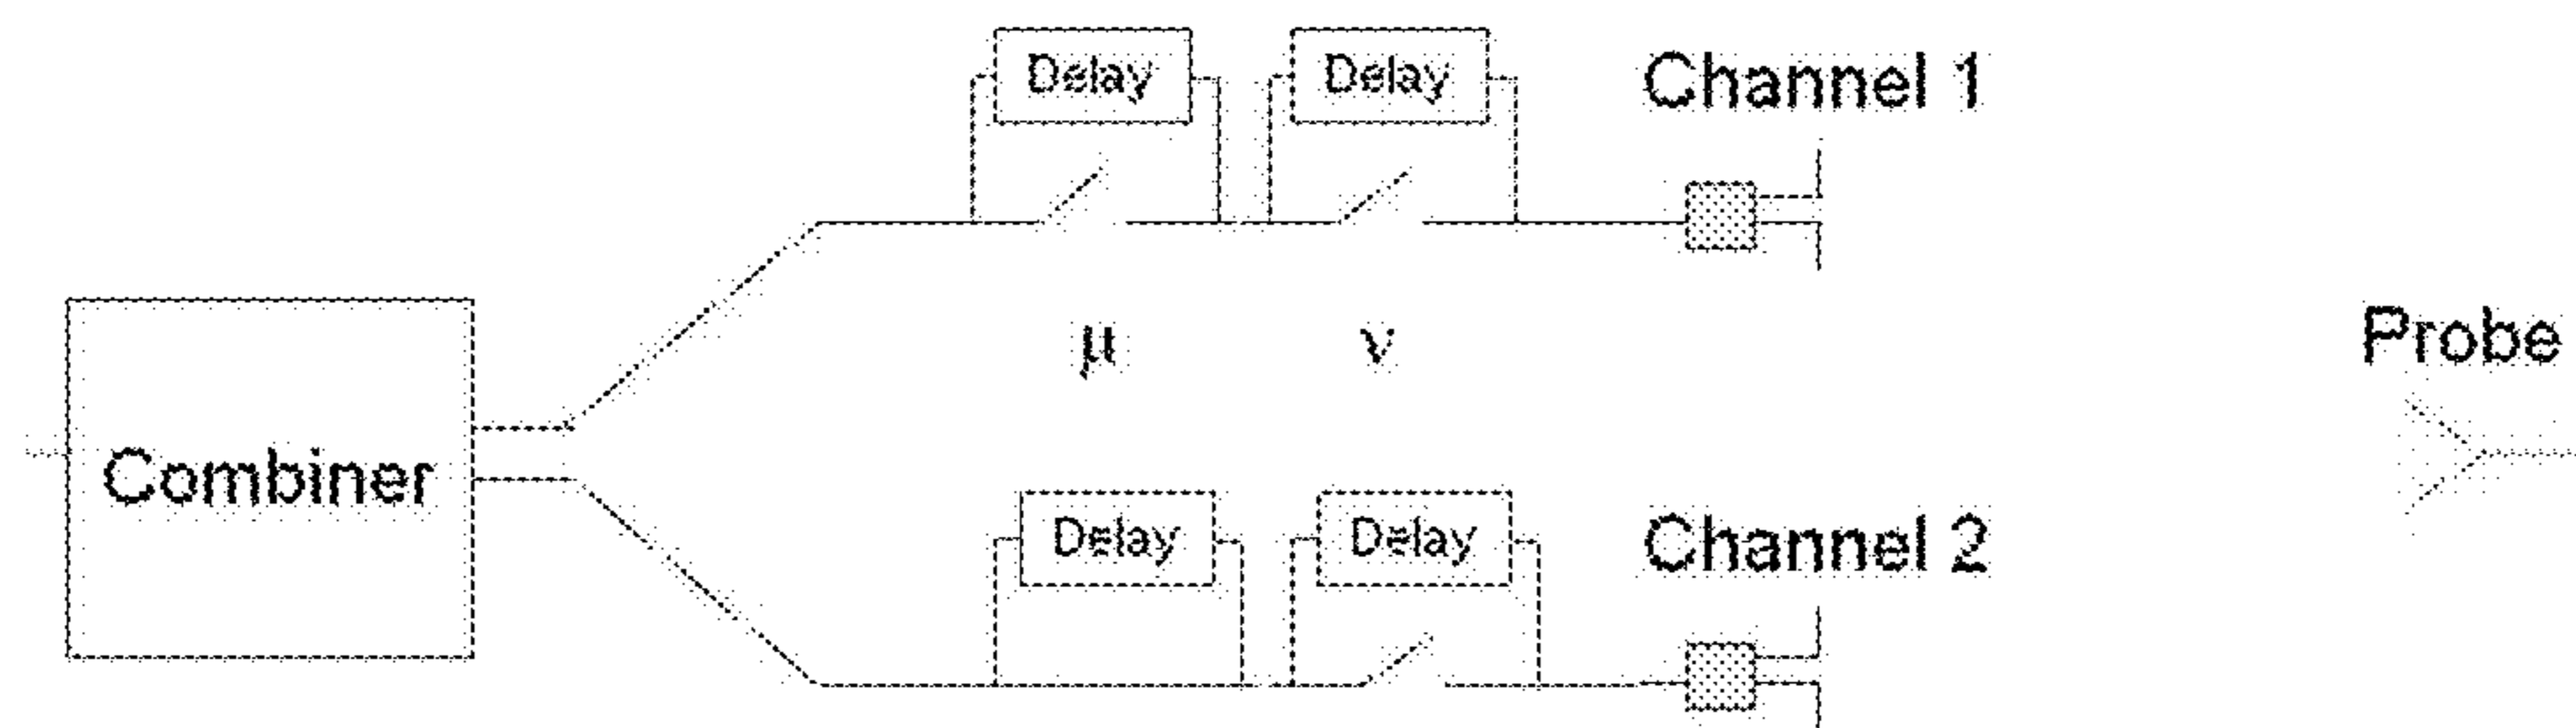 Delay Delay Channel 1
μ ν Probe
Combiner
Delay Delay Channel 2